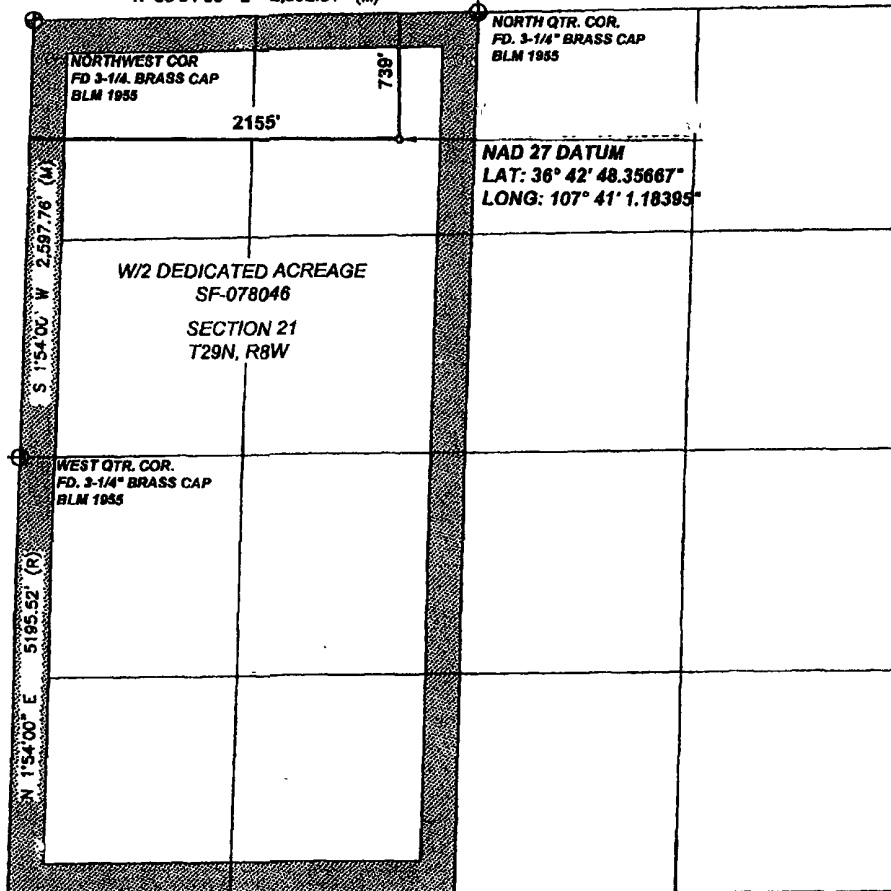 NORTHWEST COR
FD 3-1/4. BRASS CAP
BLM 1955
NORTH QTR. COR.
FD. 3-1/4" BRASS CAP
BLM 1955
739'
2155'
NAD 27 DATUM
LAT: 36° 42' 48.35667"
LONG: 107° 41' 1.18395"
S 1°54'00' W 2,597.76' (M)
W/2 DEDICATED ACREAGE
SF-078046
SECTION 21
T29N, R8W
WEST QTR. COR.
FD. 3-1/4" BRASS CAP
BLM 1955
N 1°54'00" E 5195.52' (R)